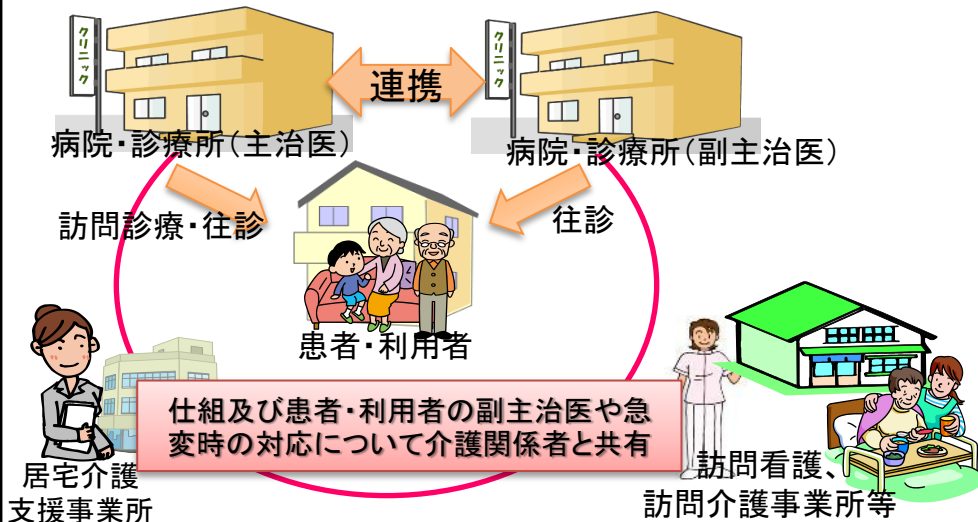 クリニック
クリニック
連携
病院・診療所(主治医)
病院・診療所(副主治医)
訪問診療・往診
往診
患者・利用者
仕組及び患者・利用者の副主治医や急
変時の対応について介護関係者と共有
居宅介護
支援事業所
訪問看護、
訪問介護事業所等